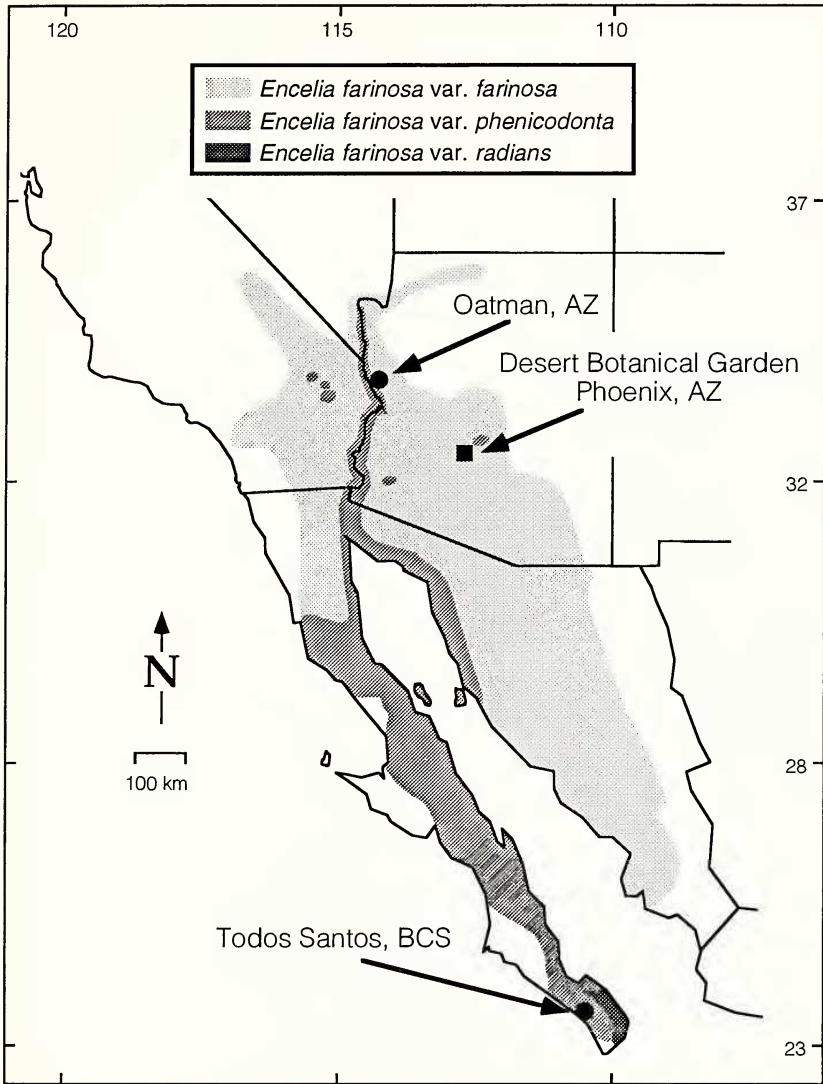 120 115 110
Encelia farinosa var. farinosa
Encelia farinosa var. phenicodonta
Encelia farinosa var. radians
37
Oatman, AZ
Desert Botanical Garden
Phoenix, AZ
32
N
100 km
28
Todos Santos, BCS
23